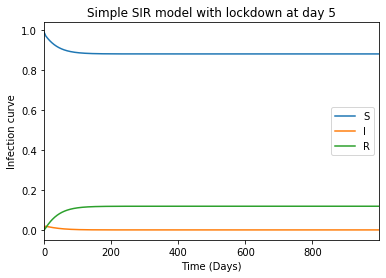 Simple SIR model with lockdown at day 5
Infection curve
1.0
0.8
0.6
0.4
0.2
0.0
S
I
R
0
200
400
600
800
Time (Days)